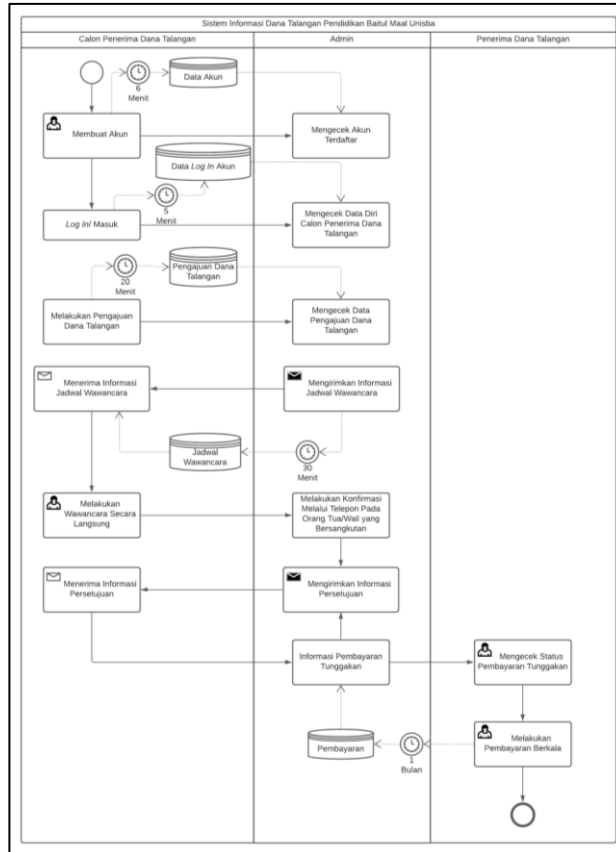 Sistem Informasi Dana Talangan Pendidikan Baitul Maal Unisba
Calon Penerima Dana Talangan
Admin
Penerima Dana Talangan
6
Menit
Data Akun
Membuat Akun
Mengecek Akun
Terdaftar
Data Log In Akun
5
Menit
Log In/ Masuk
Mengecek Data Diri
Calon Penerima Dana
Talangan
20
Menit
Pengajuan Dana
Talangan
Melakukan Pengajuan
Dana Talangan
Mengecek Data
Pengajuan Dana
Talangan
Menerima Informasi
Jadwal Wawancara
Mengirimkan Informasi
Jadwal Wawancara
Jadwal
Wawancara
30
Menit
Melakukan
Wawancara Secara
Langsung
Melakukan Konfirmasi
Melalui Telepon Pada
Orang Tua/Wali yang
Bersangkutan
Menerima Informasi
Persetujuan
Mengirimkan Informasi
Persetujuan
Informasi Pembayaran
Tunggakan
Mengecek Status
Pembayaran Tunggakan
Pembayaran
1
Bulan
Melakukan
Pembayaran Berkala